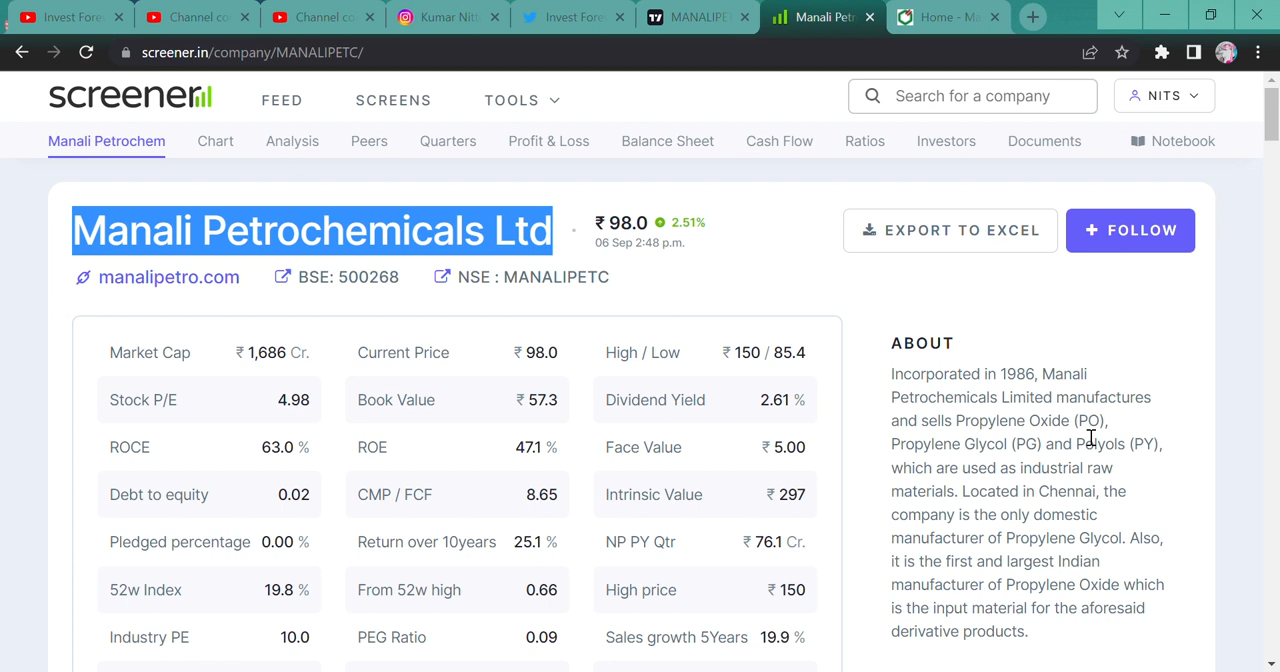 Invest Fore
Channel co
Channel co
Kumar Nitt
Invest Fore
MANALIPET
Manali Petr
Home - Ma
screener.in/company/MANALIPETC/
screener
FEED
SCREENS
TOOLS
Search for a company
NITS
Manali Petrochem
Chart
Analysis
Peers
Quarters
Profit & Loss
Balance Sheet
Cash Flow
Ratios
Investors
Documents
Notebook
Manali Petrochemicals Ltd
₹ 98.0 2.51%
06 Sep 2:48 p.m.
EXPORT TO EXCEL
FOLLOW
manalipetro.com
BSE: 500268
NSE : MANALIPETC
Market Cap ₹ 1,686 Cr.
Current Price ₹ 98.0
High / Low ₹ 150 / 85.4
Stock P/E 4.98
Book Value ₹ 57.3
Dividend Yield 2.61 %
ROCE 63.0 %
ROE 47.1 %
Face Value ₹ 5.00
Debt to equity 0.02
CMP / FCF 8.65
Intrinsic Value ₹ 297
Pledged percentage 0.00 %
Return over 10years 25.1 %
NP PY Qtr ₹ 76.1 Cr.
52w Index 19.8 %
From 52w high 0.66
High price ₹ 150
Industry PE 10.0
PEG Ratio 0.09
Sales growth 5Years 19.9 %
ABOUT
Incorporated in 1986, Manali
Petrochemicals Limited manufactures
and sells Propylene Oxide (PO),
Propylene Glycol (PG) and Polyols (PY),
which are used as industrial raw
materials. Located in Chennai, the
company is the only domestic
manufacturer of Propylene Glycol. Also,
it is the first and largest Indian
manufacturer of Propylene Oxide which
is the input material for the aforesaid
derivative products.